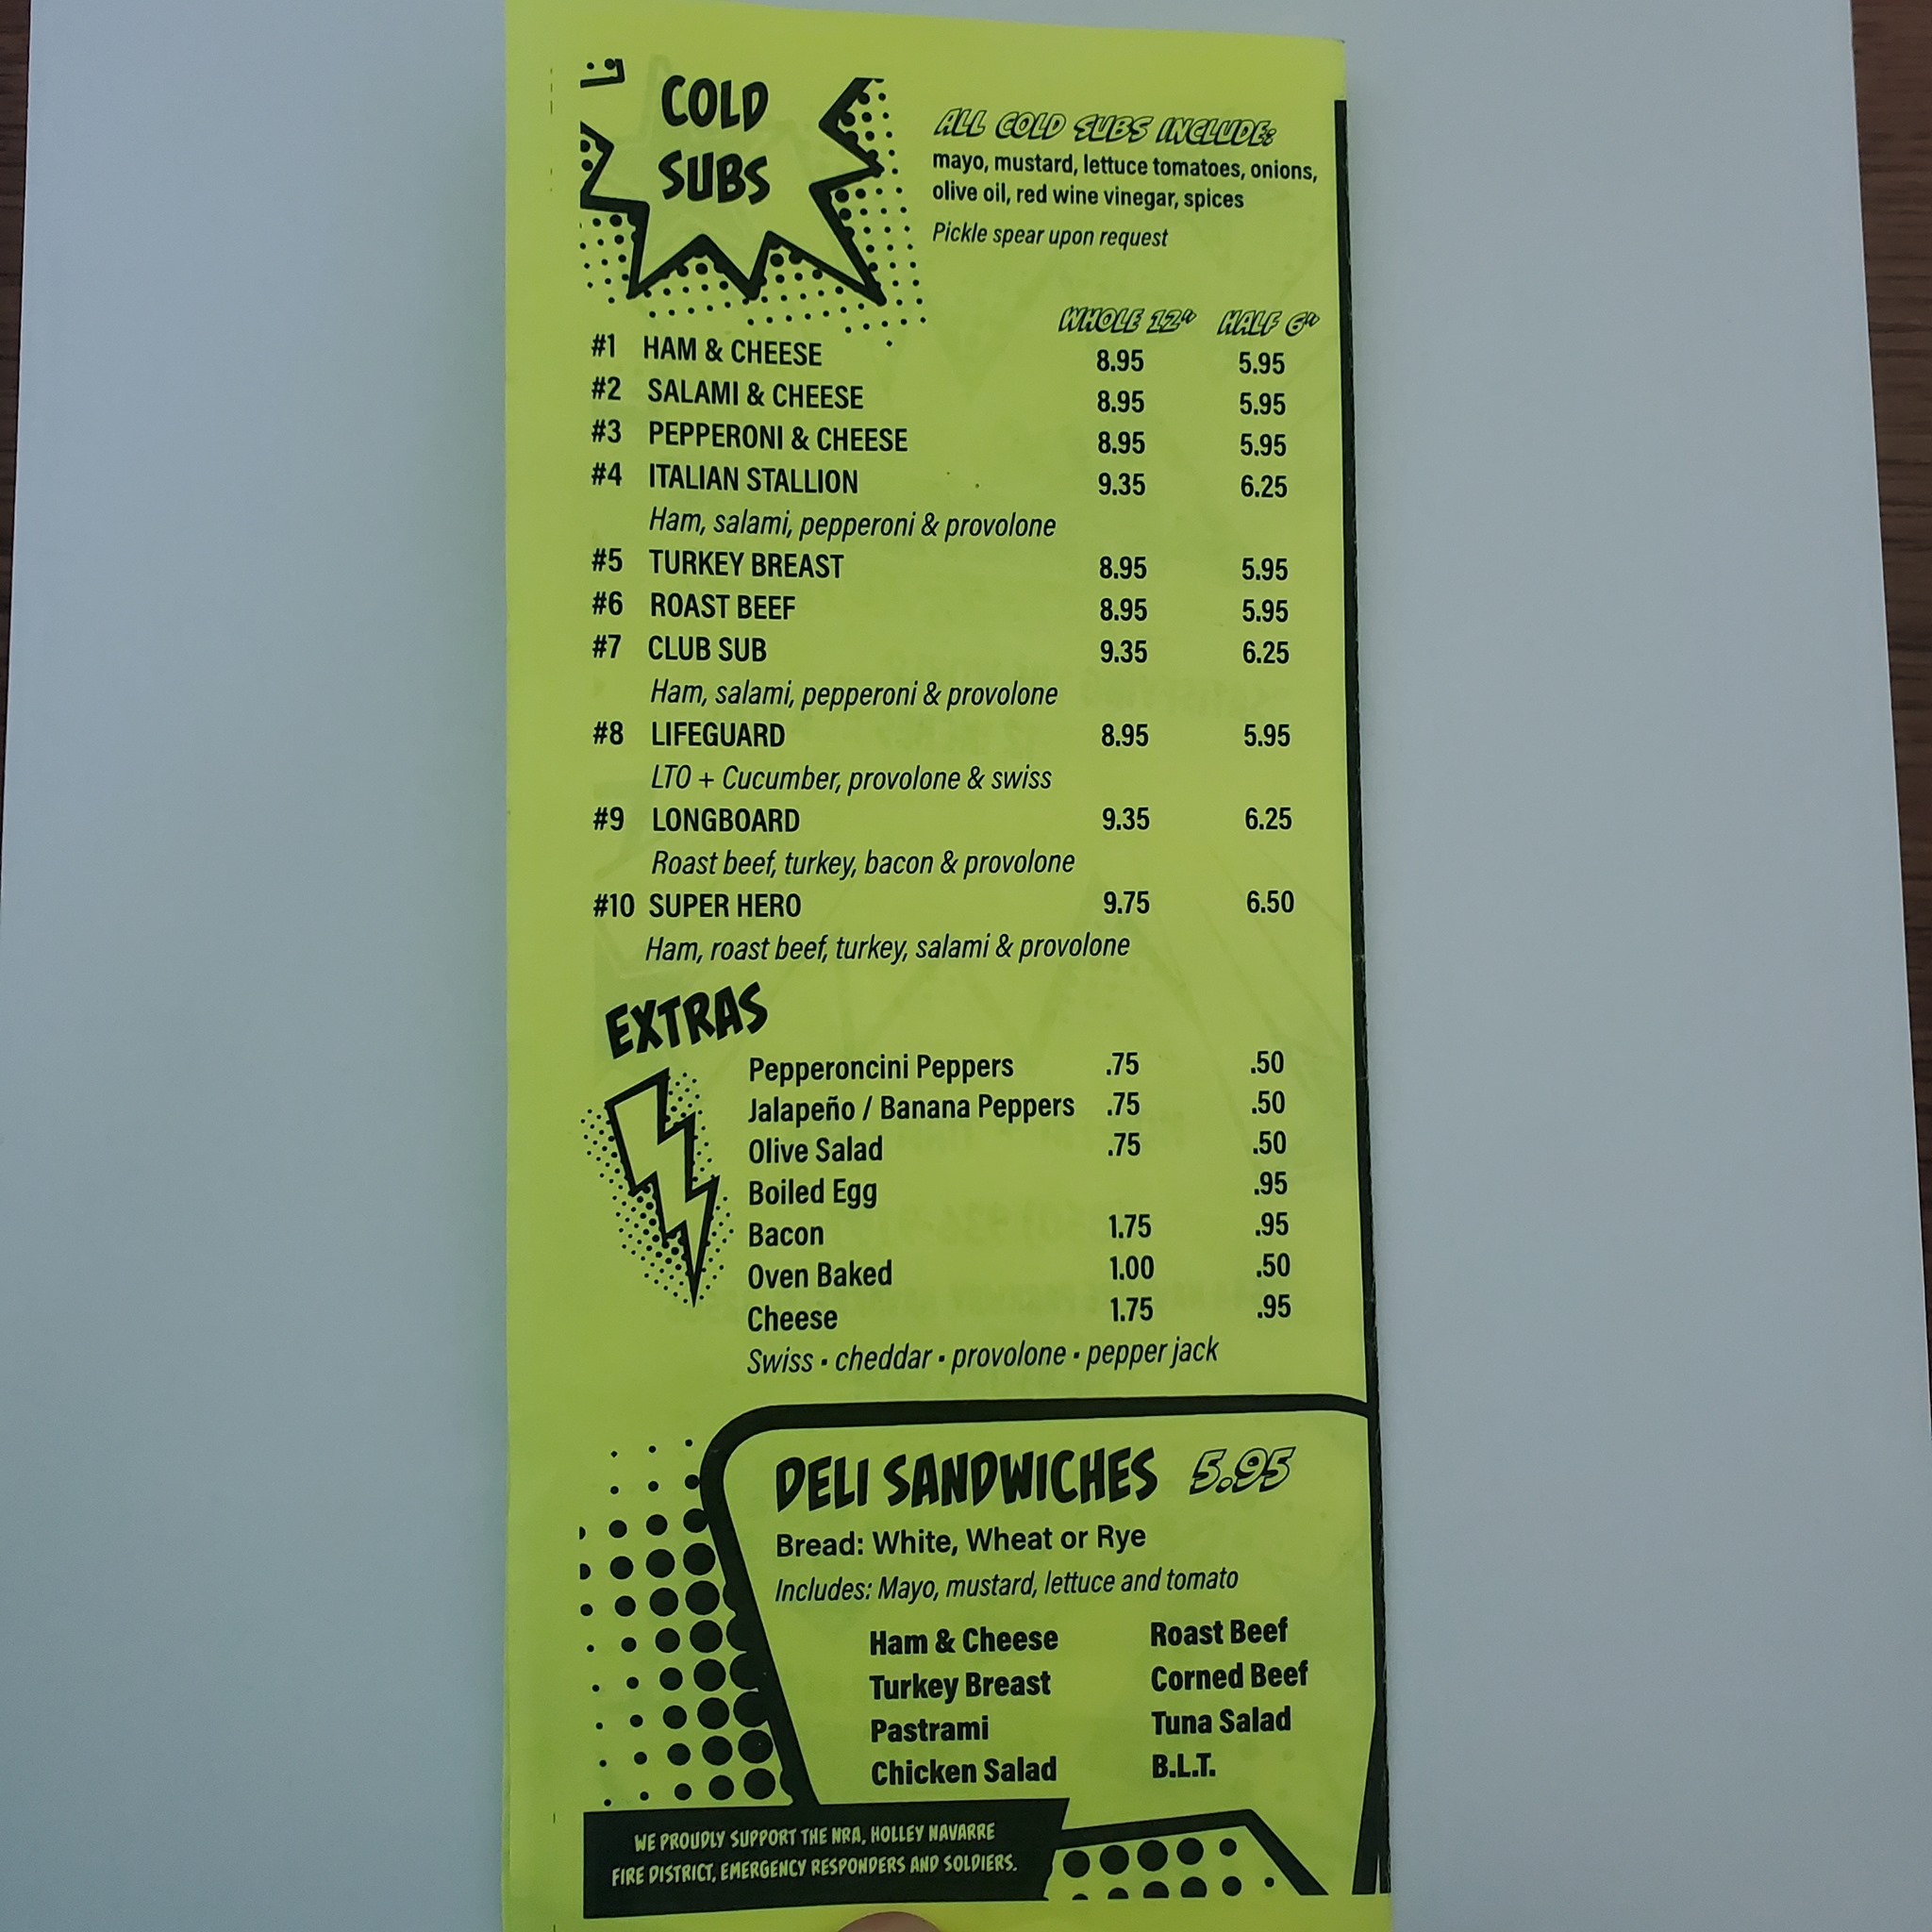 COLD
SUBS
ALL COLD SUBS INCLUDE:
mayo, mustard, lettuce tomatoes, onions,
olive oil, red wine vinegar, spices
Pickle spear upon request
WHOLE 12" HALF 6"
#1 HAM & CHEESE 8.95 5.95
#2 SALAMI & CHEESE 8.95 5.95
#3 PEPPERONI & CHEESE 8.95 5.95
#4 ITALIAN STALLION 9.35 6.25
Ham, salami, pepperoni & provolone
#5 TURKEY BREAST 8.95 5.95
#6 ROAST BEEF 8.95 5.95
#7 CLUB SUB 9.35 6.25
Ham, salami, pepperoni & provolone
#8 LIFEGUARD 8.95 5.95
LTO + Cucumber, provolone & swiss
#9 LONGBOARD 9.35 6.25
Roast beef, turkey, bacon & provolone
#10 SUPER HERO 9.75 6.50
Ham, roast beef, turkey, salami & provolone
EXTRAS
Pepperoncini Peppers .75 .50
Jalapeño / Banana Peppers .75 .50
Olive Salad .75 .50
Boiled Egg .95
Bacon 1.75 .95
Oven Baked 1.00 .50
Cheese 1.75 .95
Swiss ▪ cheddar ▪ provolone ▪ pepper jack
DELI SANDWICHES 5.95
Bread: White, Wheat or Rye
Includes: Mayo, mustard, lettuce and tomato
Ham & Cheese Roast Beef
Turkey Breast Corned Beef
Pastrami Tuna Salad
Chicken Salad B.L.T.
WE PROUDLY SUPPORT THE NRA, HOLLEY NAVARRE
FIRE DISTRICT, EMERGENCY RESPONDERS AND SOLDIERS.